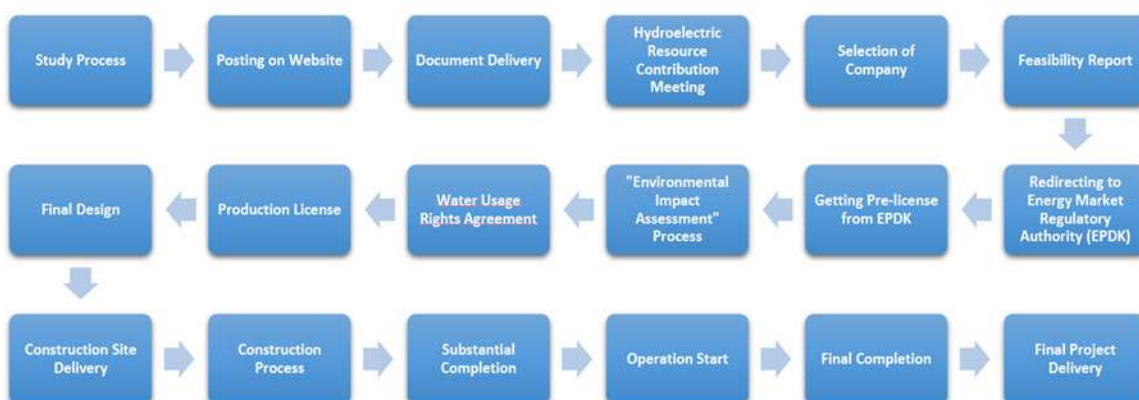 Study Process
Posting on Website
Document Delivery
Hydroelectric
Resource
Contribution
Meeting
Selection of
Company
Feasibility Report
Redirecting to
Energy Market
Regulatory
Authority (EPDK)
Getting Pre-license
from EPDK
"Environmental
Impact
Assessment"
Process
Water Usage
Rights Agreement
Production License
Final Design
Construction Site
Delivery
Construction
Process
Substantial
Completion
Operation Start
Final Completion
Final Project
Delivery